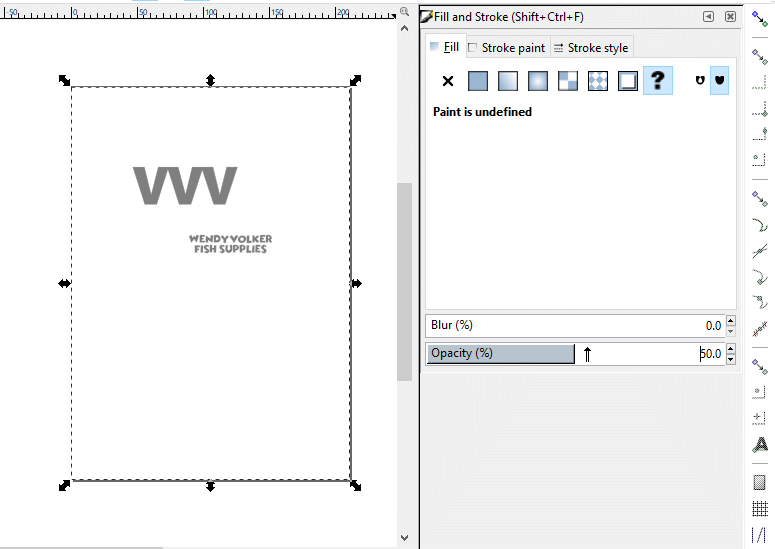 -50 0 50 100 150 200
Fill and Stroke (Shift+Ctrl+F)
Fill Stroke paint Stroke style
?
Paint is undefined
VVV
WENDY VOLKER
FISH SUPPLIES
Blur (%) 0.0
Opacity (%) 50.0